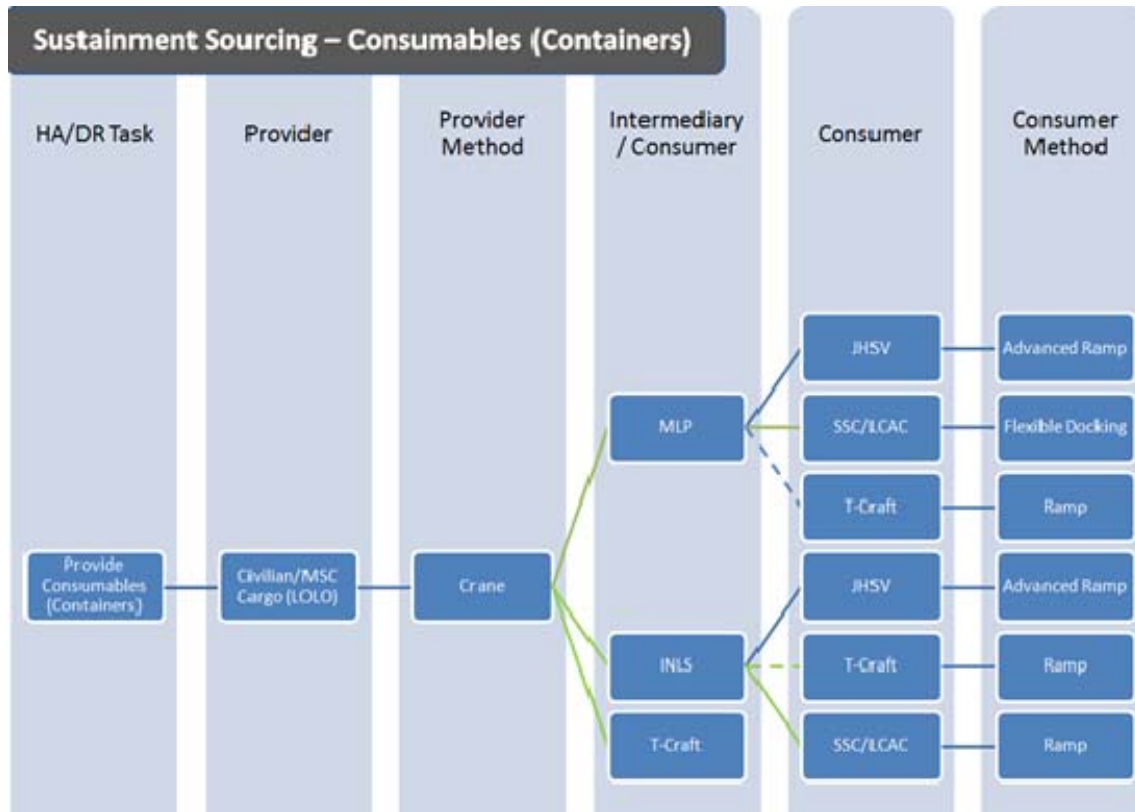 Sustainment Sourcing – Consumables (Containers)
HA/DR Task
Provider
Provider
Method
Intermediary
/ Consumer
Consumer
Consumer
Method
JHSV
Advanced Ramp
MLP
SSC/LCAC
Flexible Docking
T-Craft
Ramp
Provide
Consumables
(Containers)
Civilian/MSC
Cargo (LOLO)
Crane
JHSV
Advanced Ramp
INLS
T-Craft
Ramp
T-Craft
SSC/LCAC
Ramp